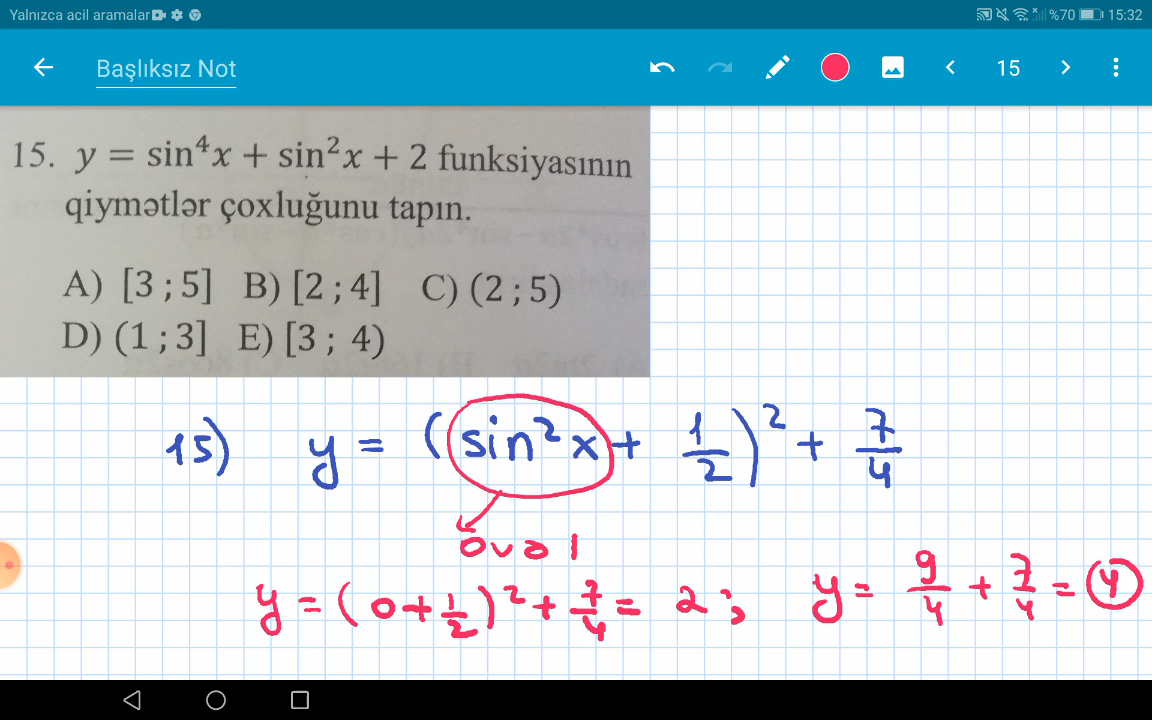 Yalnızca acil aramalar %70 15:32
Başlıksız Not 15
15. y = sin⁴x + sin²x + 2 funksiyasının
qiymətlər çoxluğunu tapın.
A) [3 ; 5] B) [2 ; 4] C) (2 ; 5)
D) (1 ; 3] E) [3 ; 4)
15) y = (sin²x + 1/2)² + 7/4
0 və 1
y = (0 + 1/2)² + 7/4 = 2 ; y = 9/4 + 7/4 = 4